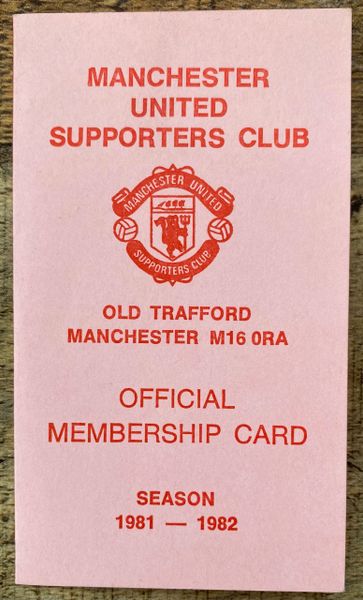 MANCHESTER
UNITED
SUPPORTERS CLUB
MANCHESTER UNITED
SUPPORTERS CLUB
OLD TRAFFORD
MANCHESTER M16 0RA
OFFICIAL
MEMBERSHIP CARD
SEASON
1981 — 1982